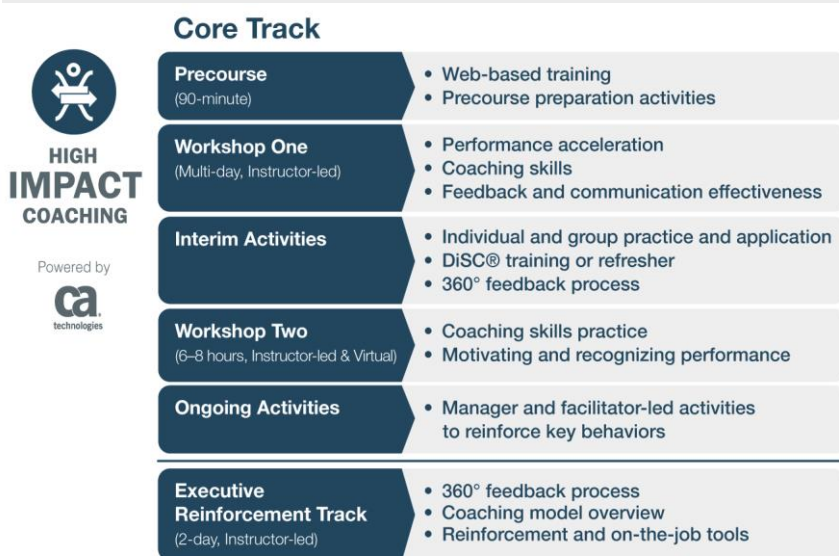 Core Track
HIGH
IMPACT
COACHING
Powered by
ca
technologies
Precourse
(90-minute)
• Web-based training
• Precourse preparation activities
Workshop One
(Multi-day, Instructor-led)
• Performance acceleration
• Coaching skills
• Feedback and communication effectiveness
Interim Activities
• Individual and group practice and application
• DiSC® training or refresher
• 360° feedback process
Workshop Two
(6–8 hours, Instructor-led & Virtual)
• Coaching skills practice
• Motivating and recognizing performance
Ongoing Activities
• Manager and facilitator-led activities
to reinforce key behaviors
Executive
Reinforcement Track
(2-day, Instructor-led)
• 360° feedback process
• Coaching model overview
• Reinforcement and on-the-job tools